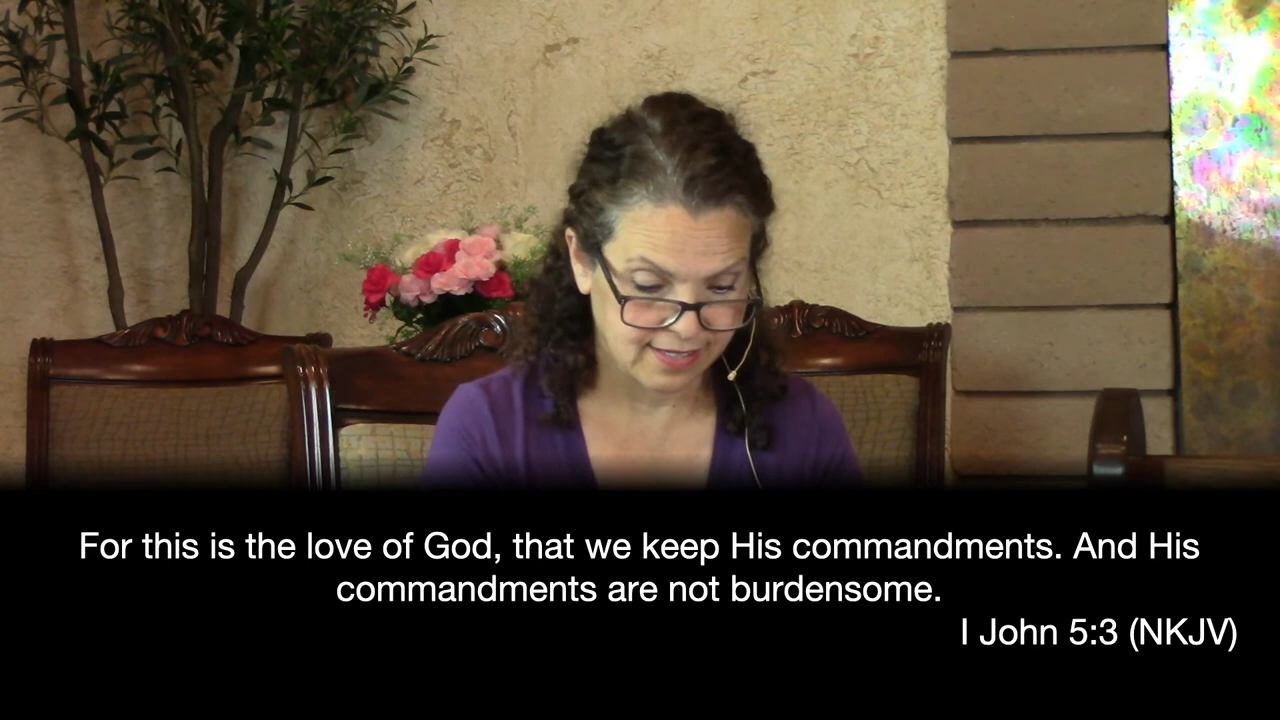 For this is the love of God, that we keep His commandments. And His
commandments are not burdensome.
I John 5:3 (NKJV)